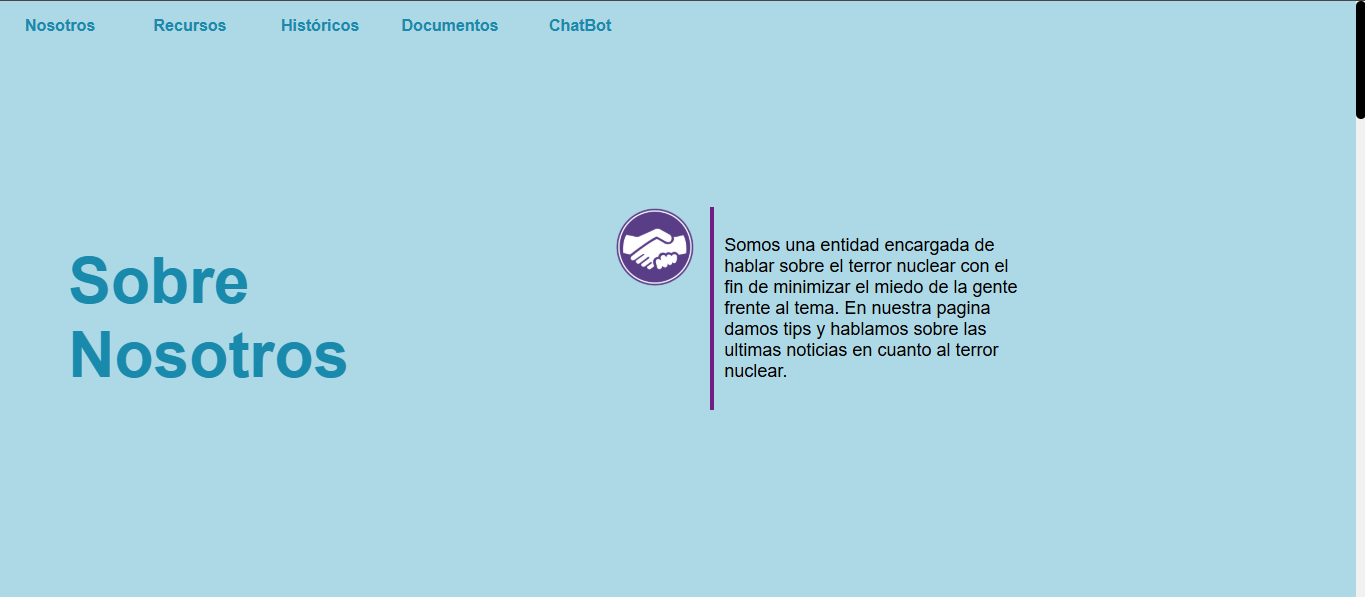 Nosotros Recursos Históricos Documentos ChatBot
Sobre
Nosotros
Somos una entidad encargada de
hablar sobre el terror nuclear con el
fin de minimizar el miedo de la gente
frente al tema. En nuestra pagina
damos tips y hablamos sobre las
ultimas noticias en cuanto al terror
nuclear.